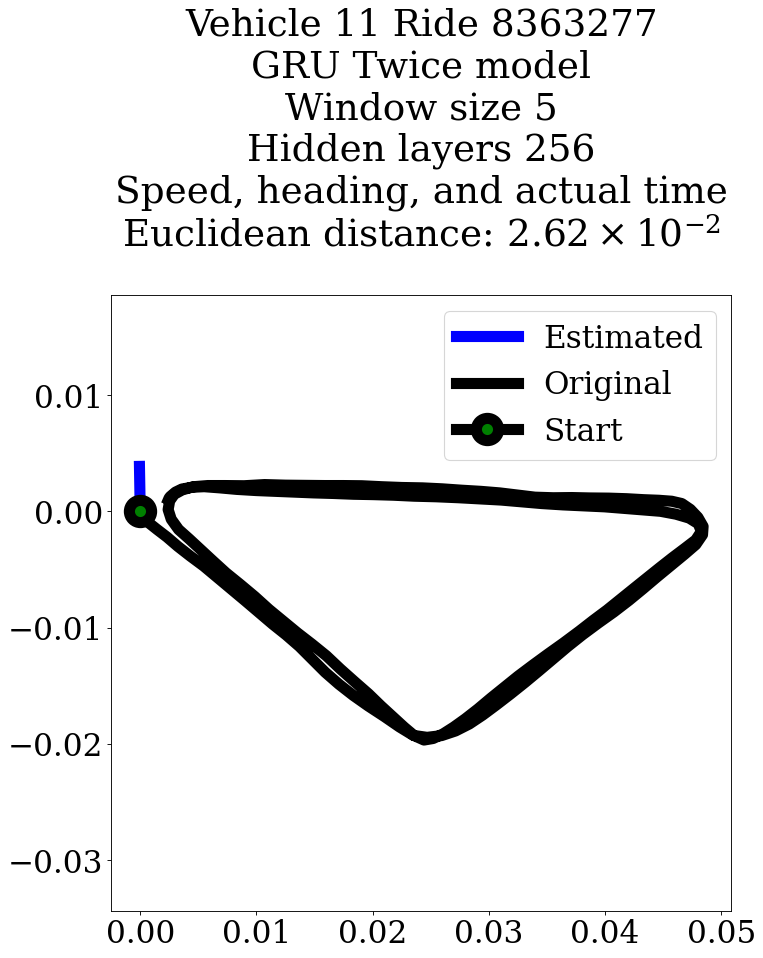 Vehicle 11 Ride 8363277
GRU Twice model
Window size 5
Hidden layers 256
Speed, heading, and actual time
Euclidean distance: 2.62 × 10⁻²
Estimated
Original
Start
0.01
0.00
−0.01
−0.02
−0.03
0.00 0.01 0.02 0.03 0.04 0.05